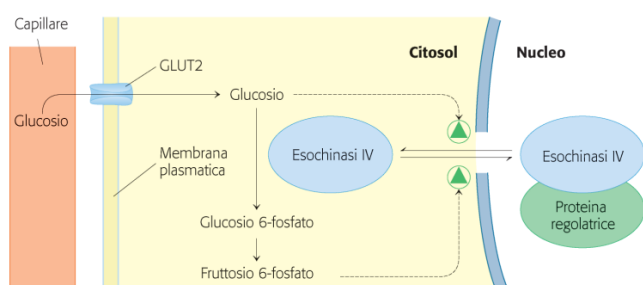 Capillare
GLUT2
Citosol
Nucleo
Glucosio
Glucosio
Esochinasi IV
Esochinasi IV
Membrana
plasmatica
Proteina
regolatrice
Glucosio 6-fosfato
Fruttosio 6-fosfato